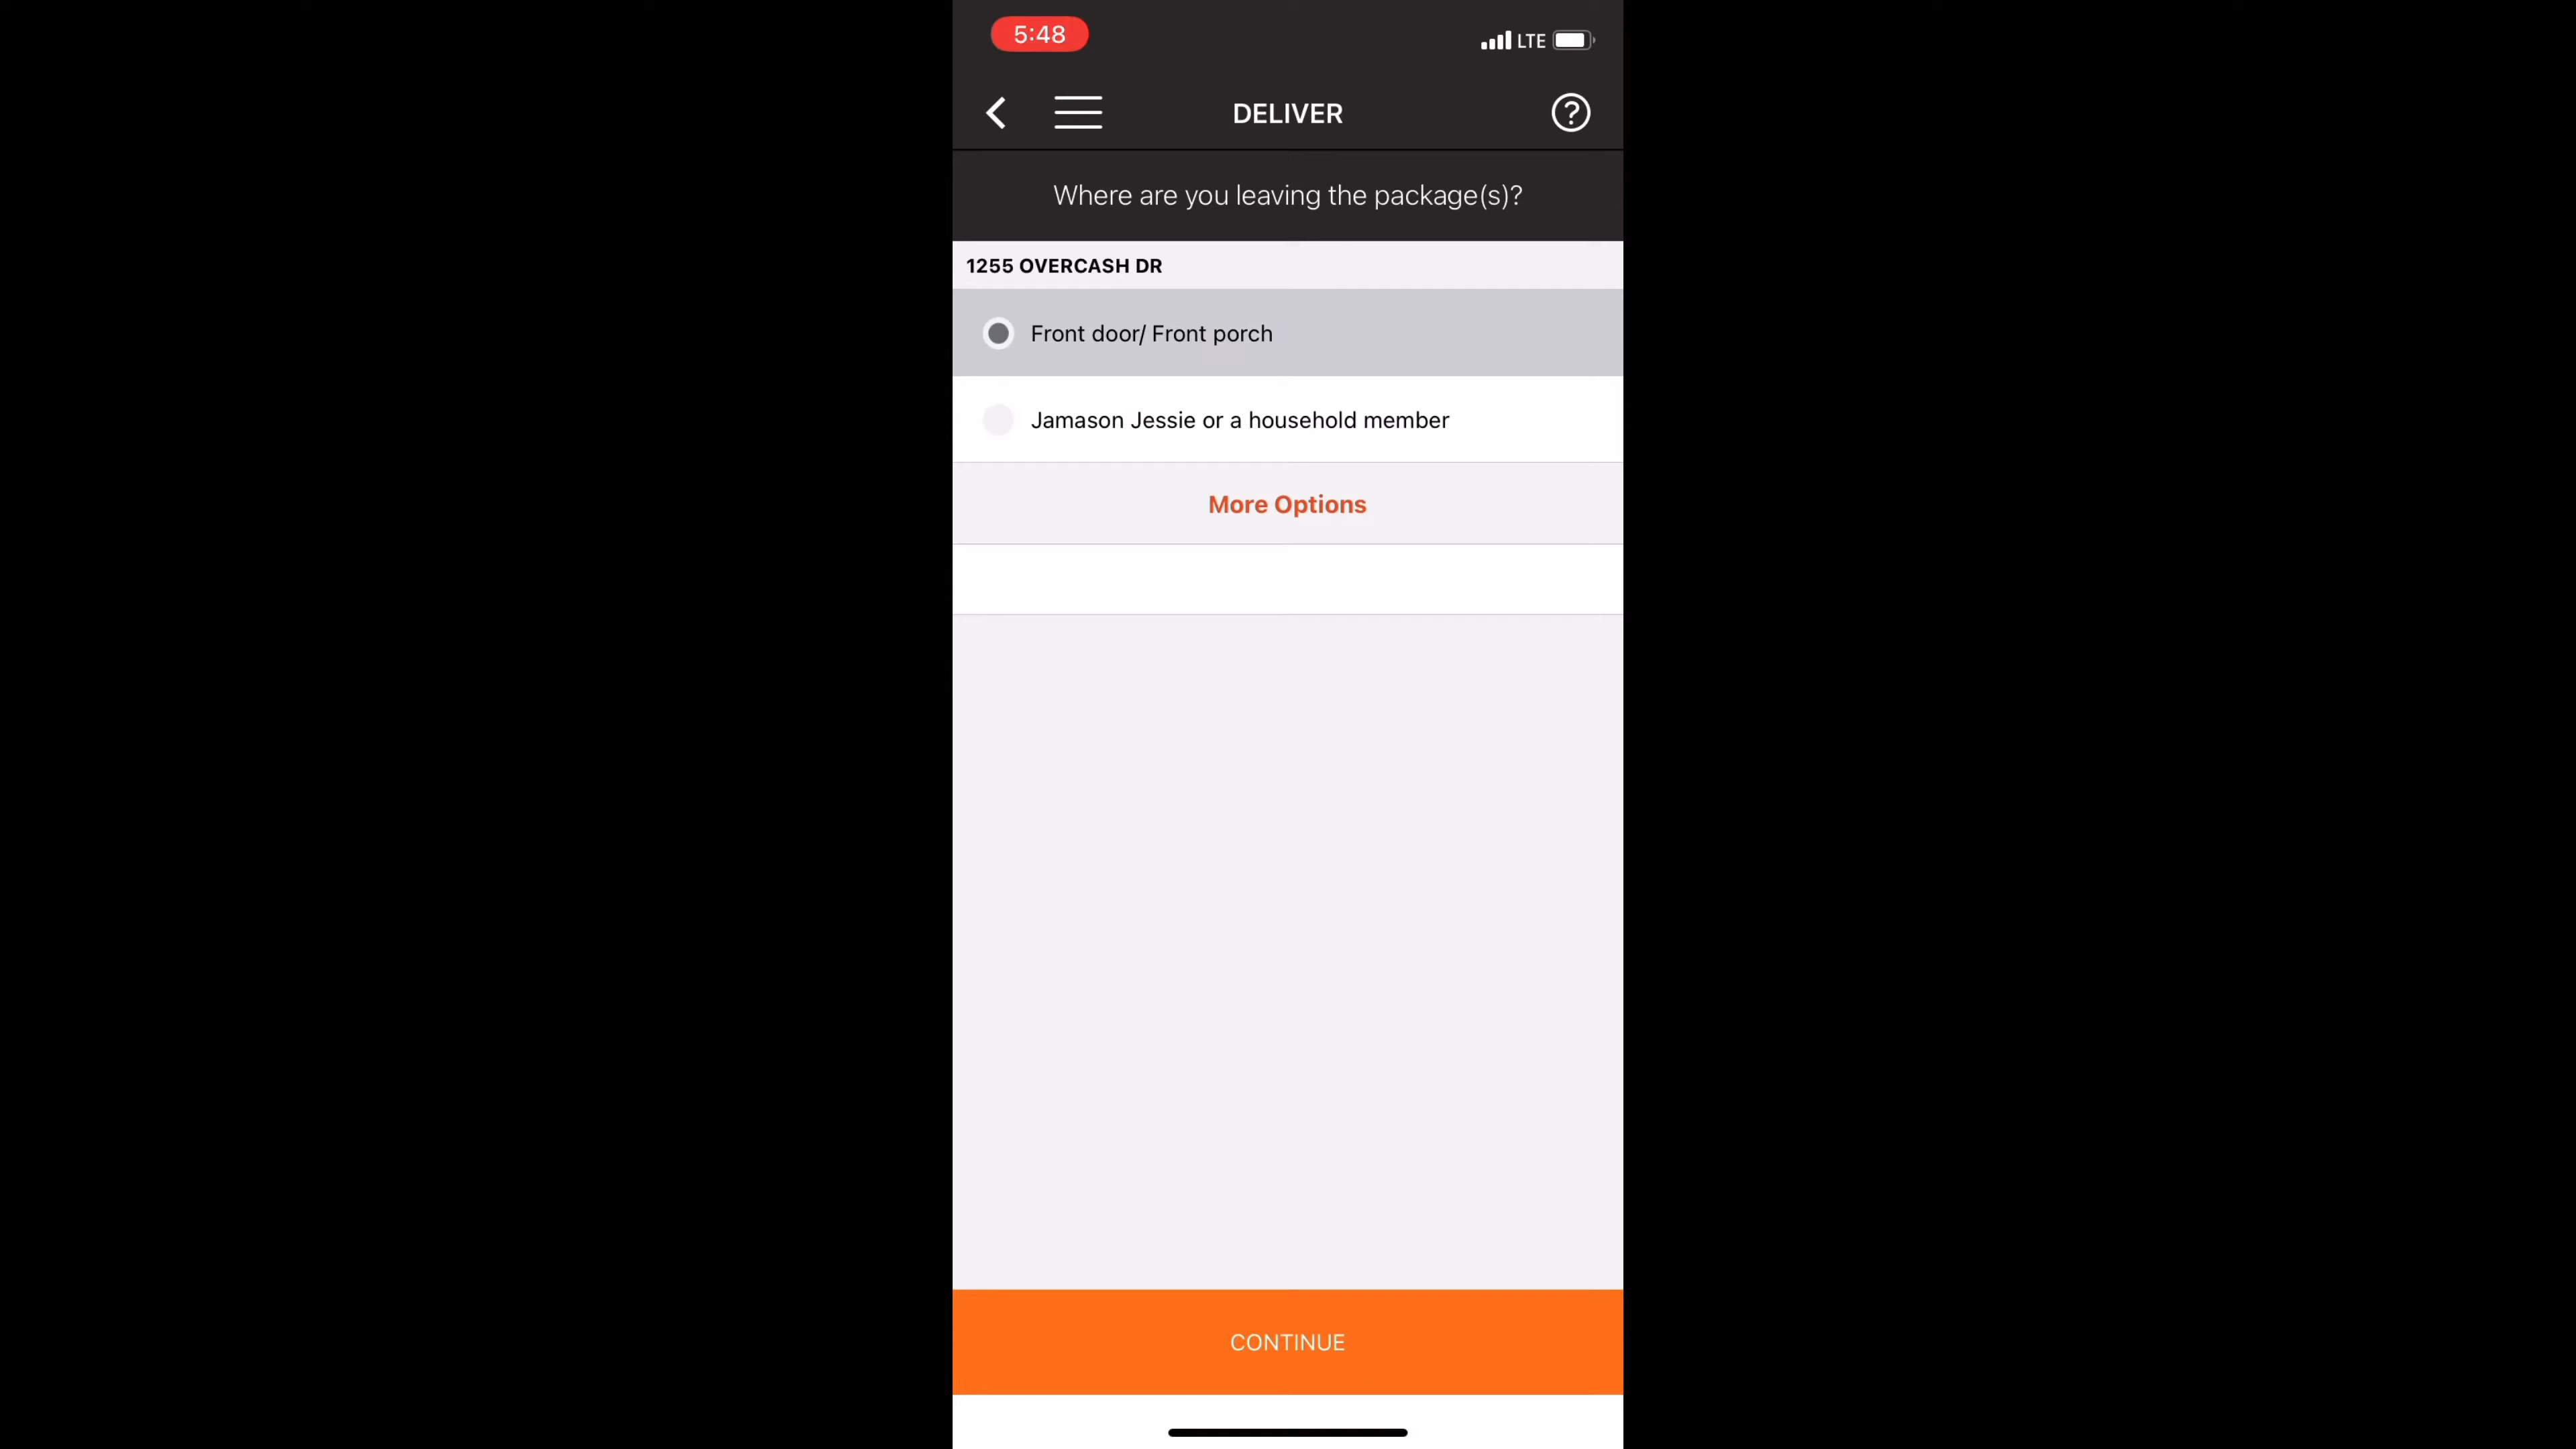 5:48
LTE
DELIVER
?
Where are you leaving the package(s)?
1255 OVERCASH DR
Front door/ Front porch
Jamason Jessie or a household member
More Options
CONTINUE